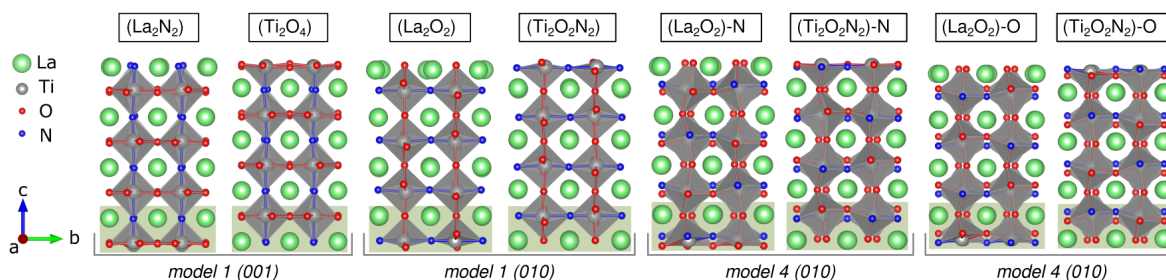 (La₂N₂) (Ti₂O₄) (La₂O₂) (Ti₂O₂N₂) (La₂O₂)-N (Ti₂O₂N₂)-N (La₂O₂)-O (Ti₂O₂N₂)-O
La
Ti
O
N
c
a b
model 1 (001) model 1 (010) model 4 (010) model 4 (010)